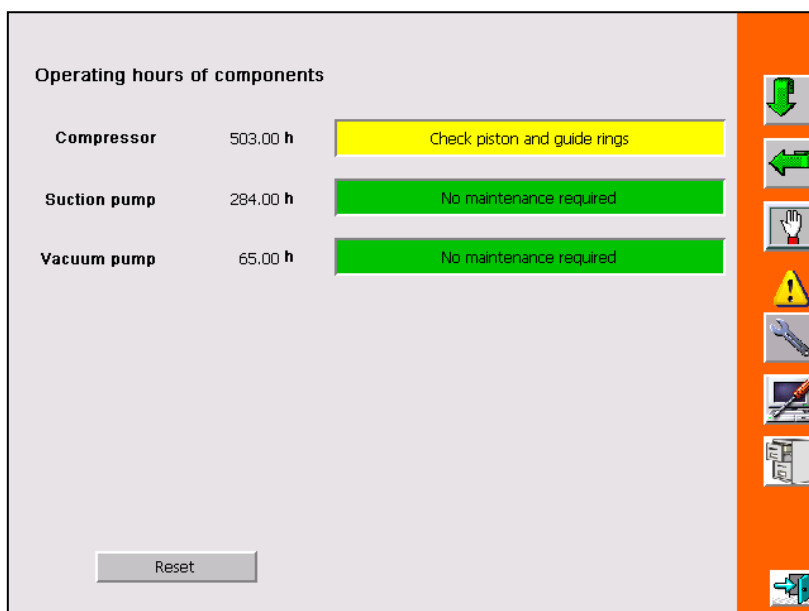 Operating hours of components
Compressor 503.00 h Check piston and guide rings
Suction pump 284.00 h No maintenance required
Vacuum pump 65.00 h No maintenance required
Reset